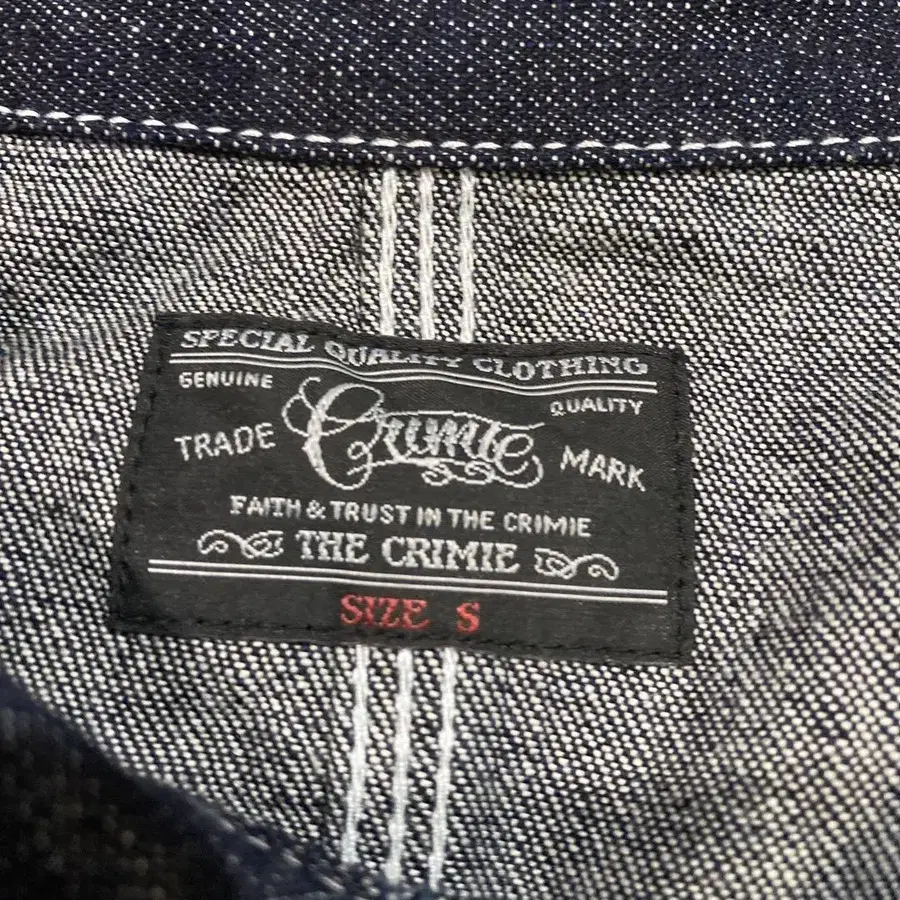 SPECIAL QUALITY CLOTHING
GENUINE QUALITY
TRADE Crimie MARK
FAITH & TRUST IN THE CRIMIE
THE CRIMIE
SIZE S